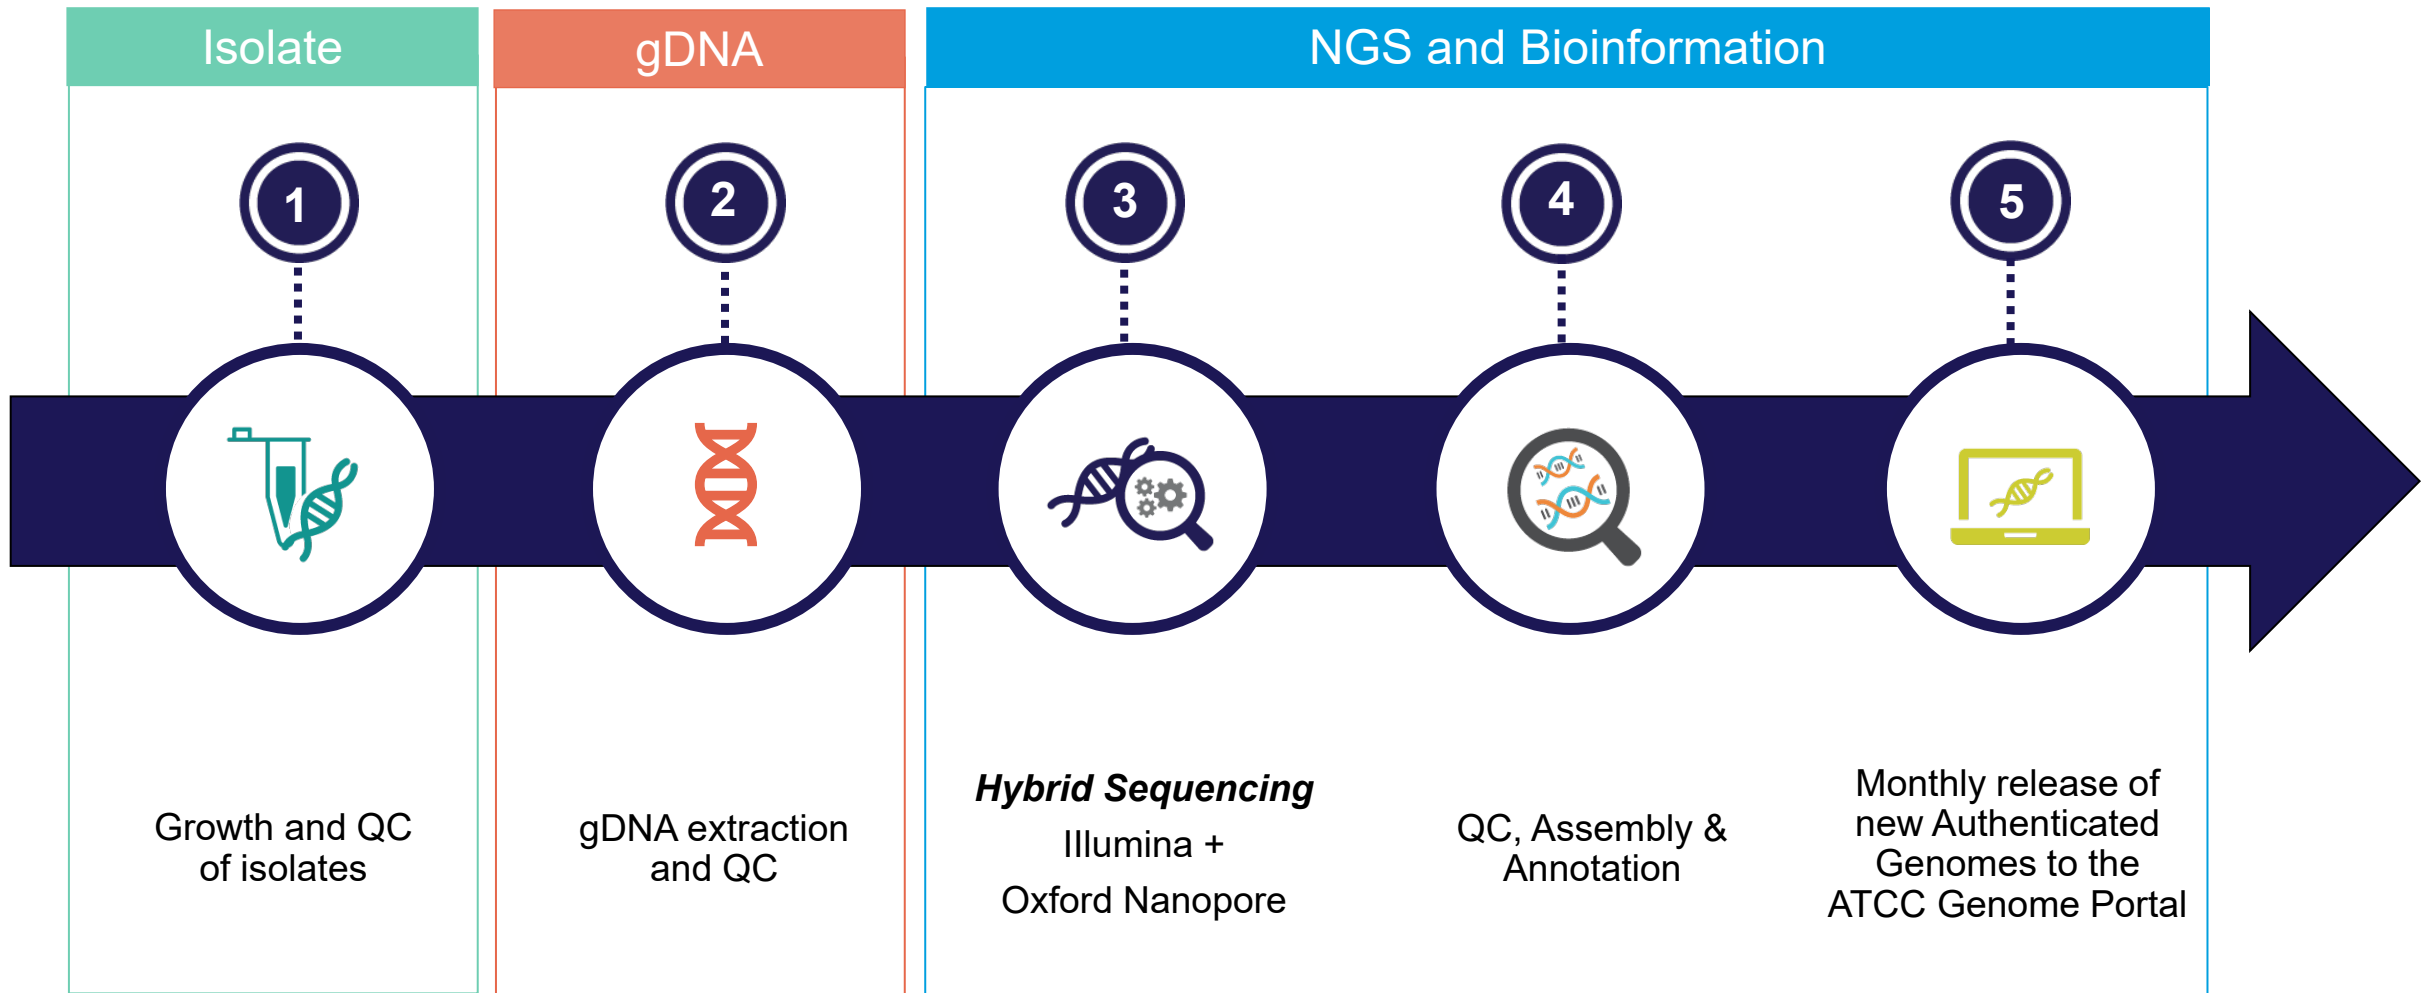 Isolate
gDNA
NGS and Bioinformation
1
2
3
4
5
Growth and QC
of isolates
gDNA extraction
and QC
Hybrid Sequencing
Illumina +
Oxford Nanopore
QC, Assembly &
Annotation
Monthly release of
new Authenticated
Genomes to the
ATCC Genome Portal